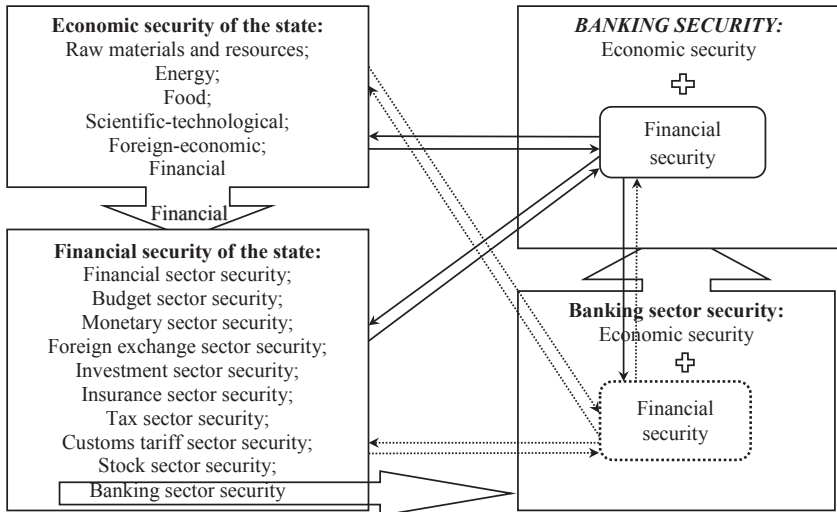 Economic security of the state:
Raw materials and resources;
Energy;
Food;
Scientific-technological;
Foreign-economic;
Financial
Financial
Financial security of the state:
Financial sector security;
Budget sector security;
Monetary sector security;
Foreign exchange sector security;
Investment sector security;
Insurance sector security;
Tax sector security;
Customs tariff sector security;
Stock sector security;
Banking sector security
BANKING SECURITY:
Economic security
Financial
security
Banking sector security:
Economic security
Financial
security